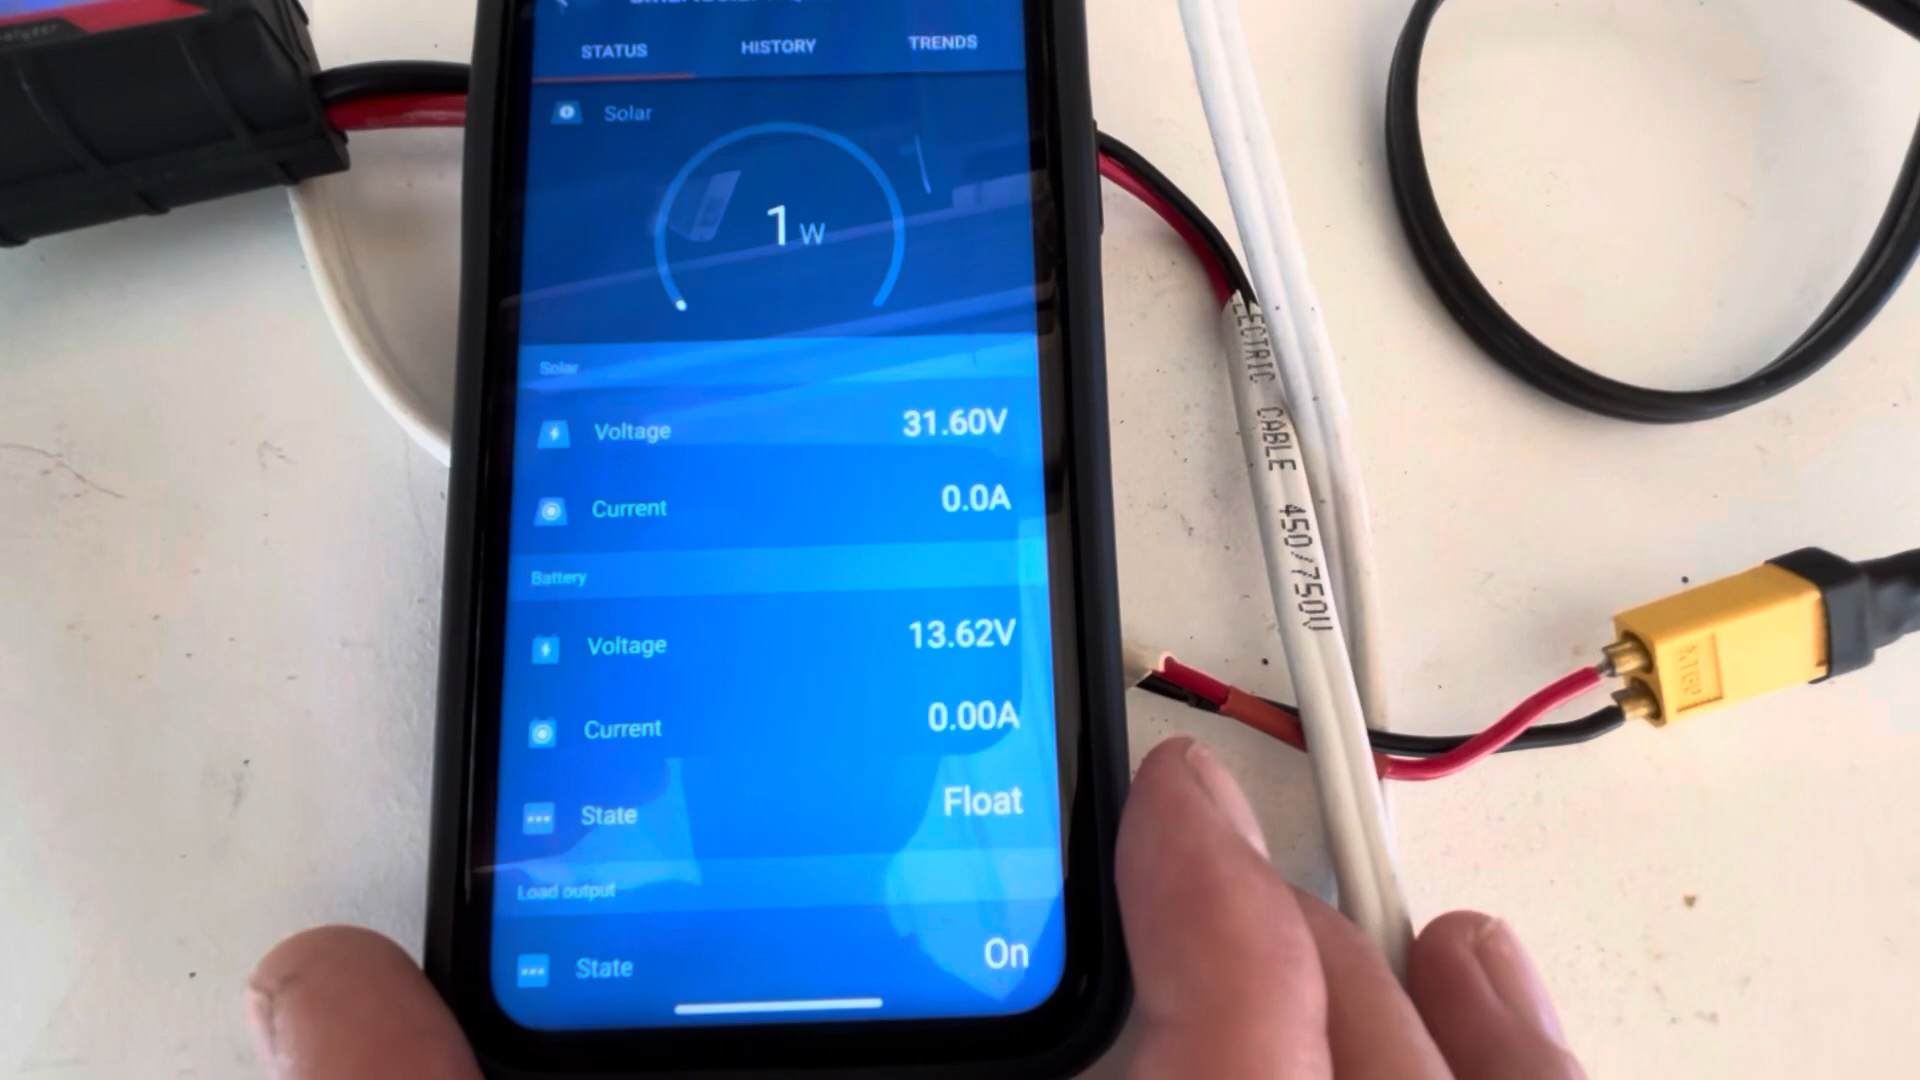 STATUS HISTORY TRENDS
Solar
1 W
Solar
Voltage 31.60V
Current 0.0A
Battery
Voltage 13.62V
Current 0.00A
State Float
Load output
State On
ELECTRIC CABLE 450/750V